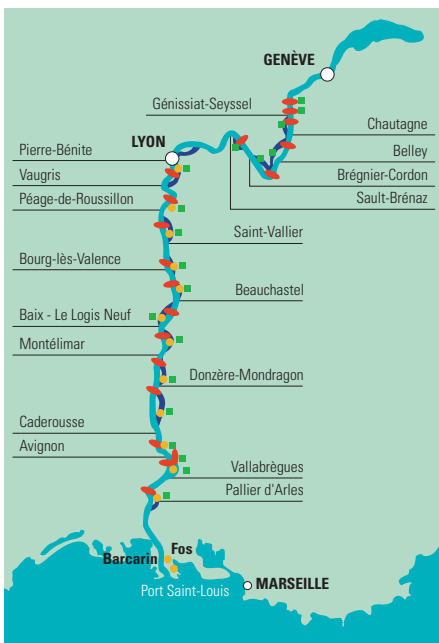 GENÈVE
Génissiat-Seyssel
Chautagne
LYON
Pierre-Bénite
Belley
Vaugris
Brégnier-Cordon
Péage-de-Roussillon
Sault-Brénaz
Saint-Vallier
Bourg-lès-Valence
Beauchastel
Baix - Le Logis Neuf
Montélimar
Donzère-Mondragon
Caderousse
Avignon
Vallabrègues
Pallier d'Arles
Fos
Barcarin
MARSEILLE
Port Saint-Louis